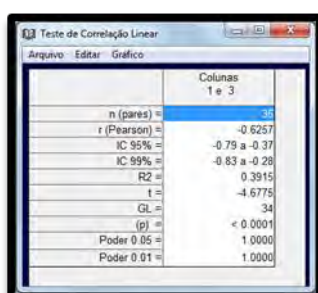 Teste de Correlação Linear
Arquivo Editar Gráfico
Colunas
1 e 3
n (pares) = 35
r (Pearson) = -0.6257
IC 95% = -0.79 a -0.37
IC 99% = -0.83 a -0.28
R2 = 0.3915
t = -4.6775
GL = 34
(p) = < 0.0001
Poder 0.05 = 1.0000
Poder 0.01 = 1.0000